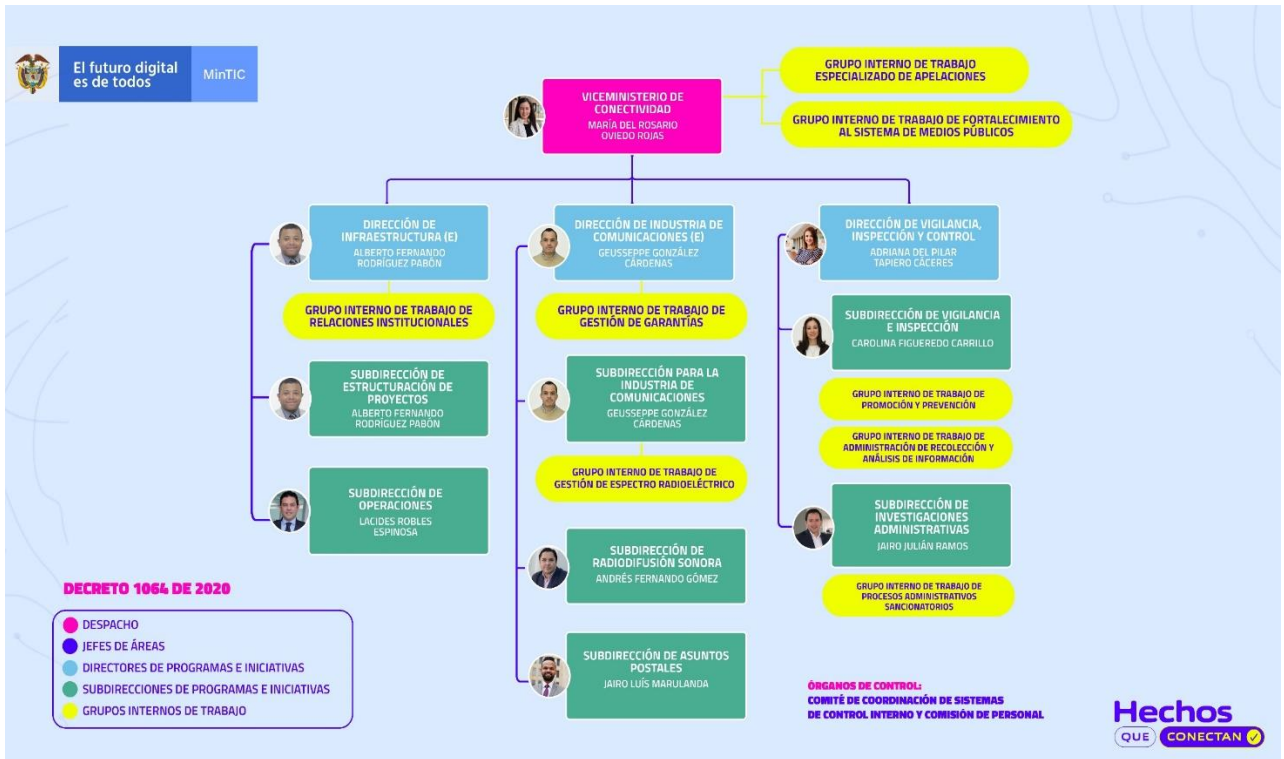 El futuro digital
es de todos
MinTIC
VICEMINISTERIO DE
CONECTIVIDAD
MARÍA DEL ROSARIO
OVIEDO ROJAS
GRUPO INTERNO DE TRABAJO
ESPECIALIZADO DE APELACIONES
GRUPO INTERNO DE TRABAJO DE FORTALECIMIENTO
AL SISTEMA DE MEDIOS PÚBLICOS
DIRECCIÓN DE
INFRAESTRUCTURA (E)
ALBERTO FERNANDO
RODRÍGUEZ PABÓN
GRUPO INTERNO DE TRABAJO DE
RELACIONES INSTITUCIONALES
SUBDIRECCIÓN DE
ESTRUCTURACIÓN DE
PROYECTOS
ALBERTO FERNANDO
RODRÍGUEZ PABÓN
SUBDIRECCIÓN DE
OPERACIONES
LACIDES ROBLES
ESPINOSA
DIRECCIÓN DE INDUSTRIA DE
COMUNICACIONES (E)
GEUSSEPPE GONZÁLEZ
CÁRDENAS
GRUPO INTERNO DE TRABAJO DE
GESTIÓN DE GARANTÍAS
SUBDIRECCIÓN PARA LA
INDUSTRIA DE
COMUNICACIONES
GEUSSEPPE GONZÁLEZ
CÁRDENAS
GRUPO INTERNO DE TRABAJO DE
GESTIÓN DE ESPECTRO RADIOELÉCTRICO
SUBDIRECCIÓN DE
RADIODIFUSIÓN SONORA
ANDRÉS FERNANDO GÓMEZ
SUBDIRECCIÓN DE ASUNTOS
POSTALES
JAIRO LUÍS MARULANDA
DIRECCIÓN DE VIGILANCIA,
INSPECCIÓN Y CONTROL
ADRIANA DEL PILAR
TAPIERO CÁCERES
SUBDIRECCIÓN DE VIGILANCIA
E INSPECCIÓN
CAROLINA FIGUEREDO CARRILLO
GRUPO INTERNO DE TRABAJO DE
PROMOCIÓN Y PREVENCIÓN
GRUPO INTERNO DE TRABAJO DE
ADMINISTRACIÓN DE RECOLECCIÓN Y
ANÁLISIS DE INFORMACIÓN
SUBDIRECCIÓN DE
INVESTIGACIONES
ADMINISTRATIVAS
JAIRO JULIÁN RAMOS
GRUPO INTERNO DE TRABAJO DE
PROCESOS ADMINISTRATIVOS
SANCIONATORIOS
DECRETO 1064 DE 2020
DESPACHO
JEFES DE ÁREAS
DIRECTORES DE PROGRAMAS E INICIATIVAS
SUBDIRECCIONES DE PROGRAMAS E INICIATIVAS
GRUPOS INTERNOS DE TRABAJO
ÓRGANOS DE CONTROL:
COMITÉ DE COORDINACIÓN DE SISTEMAS
DE CONTROL INTERNO Y COMISIÓN DE PERSONAL
Hechos
QUE CONECTAN